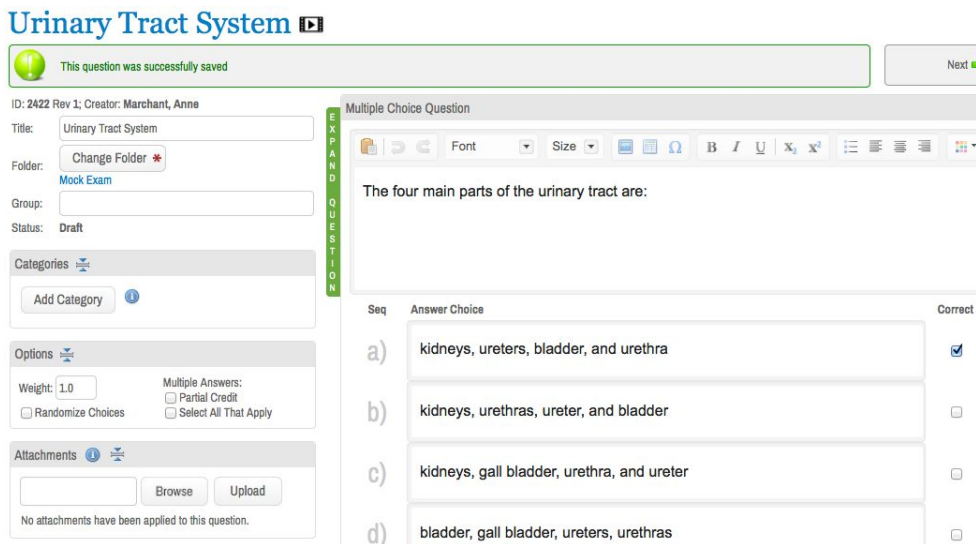 Urinary Tract System
This question was successfully saved
Next
ID: 2422 Rev 1; Creator: Marchant, Anne
Title: Urinary Tract System
Folder: Change Folder *
Mock Exam
Group:
Status: Draft
Categories
Add Category
Options
Weight: 1.0
Randomize Choices
Multiple Answers:
Partial Credit
Select All That Apply
Attachments
Browse Upload
No attachments have been applied to this question.
EXPAND QUESTION
Multiple Choice Question
Font Size Ω B I U X₂ X²
The four main parts of the urinary tract are:
Seq Answer Choice Correct
a) kidneys, ureters, bladder, and urethra
b) kidneys, urethras, ureter, and bladder
c) kidneys, gall bladder, urethra, and ureter
d) bladder, gall bladder, ureters, urethras